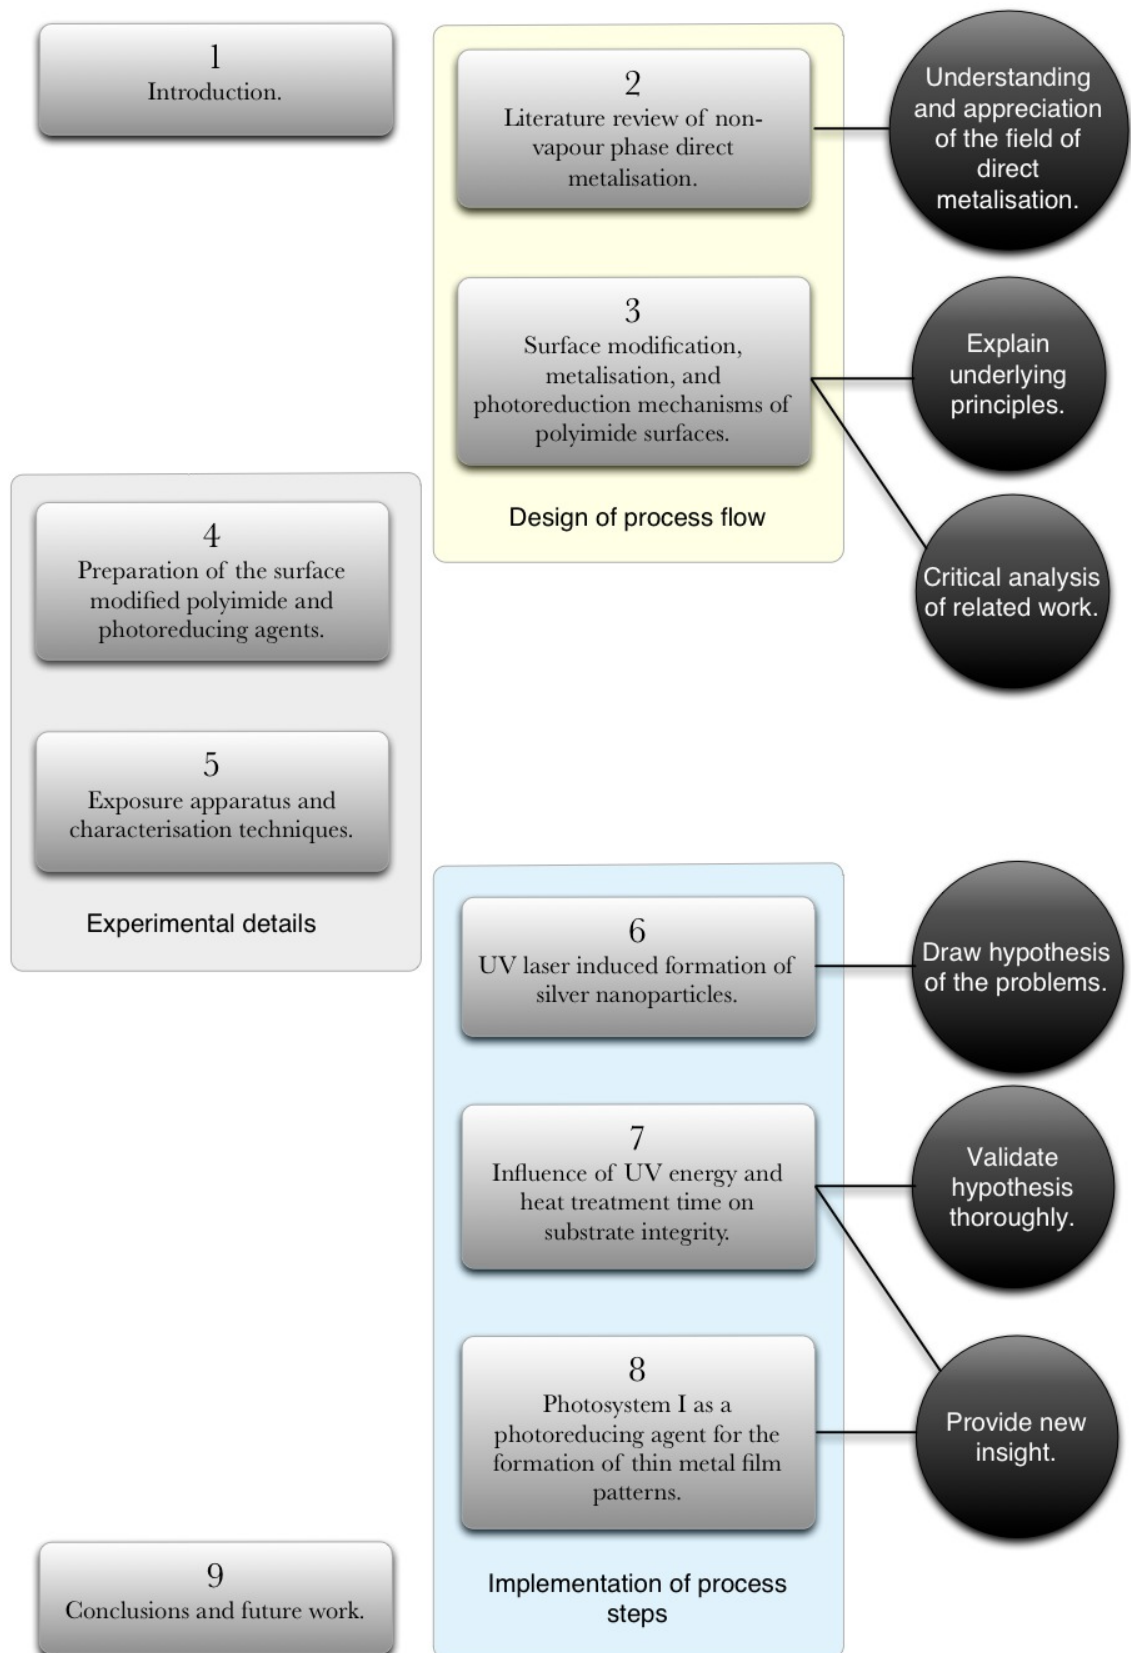 1
Introduction.
2
Literature review of non-
vapour phase direct
metalisation.
Understanding
and appreciation
of the field of
direct
metalisation.
3
Surface modification,
metalisation, and
photoreduction mechanisms of
polyimide surfaces.
Design of process flow
Explain
underlying
principles.
Critical analysis
of related work.
4
Preparation of the surface
modified polyimide and
photoreducing agents.
5
Exposure apparatus and
characterisation techniques.
Experimental details
6
UV laser induced formation of
silver nanoparticles.
Draw hypothesis
of the problems.
7
Influence of UV energy and
heat treatment time on
substrate integrity.
Validate
hypothesis
thoroughly.
8
Photosystem I as a
photoreducing agent for the
formation of thin metal film
patterns.
Provide new
insight.
Implementation of process
steps
9
Conclusions and future work.